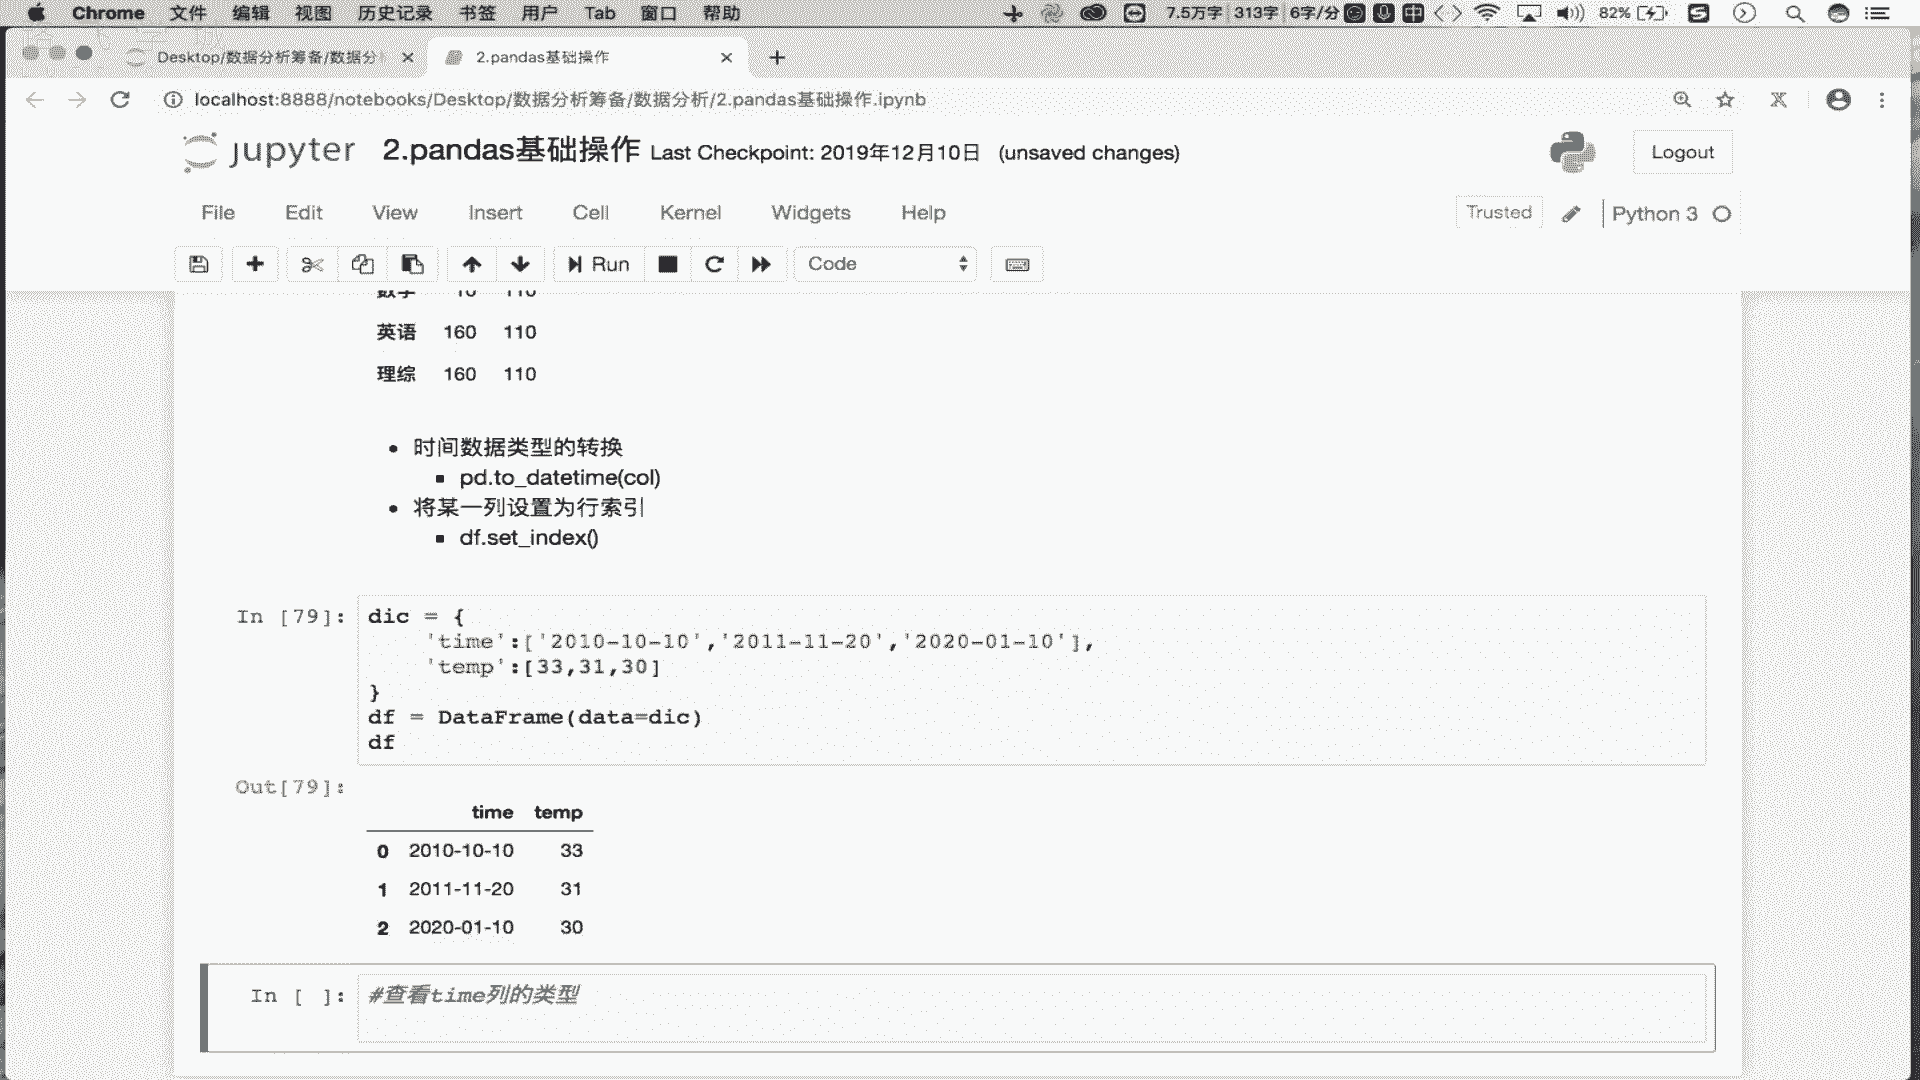 Chrome 文件 编辑 视图 历史记录 书签 用户 Tab 窗口 帮助 7.5万字 313字 6字/分 中 82%
Desktop/数据分析筹备/数据分
2.pandas基础操作
localhost:8888/notebooks/Desktop/数据分析筹备/数据分析/2.pandas基础操作.ipynb
jupyter 2.pandas基础操作 Last Checkpoint: 2019年12月10日 (unsaved changes) Logout
File Edit View Insert Cell Kernel Widgets Help Trusted Python 3
Run Code
数学 10 110
英语 160 110
理综 160 110
时间数据类型的转换
pd.to_datetime(col)
将某一列设置为行索引
df.set_index()
In [79]: dic = {
'time':['2010-10-10','2011-11-20','2020-01-10'],
'temp':[33,31,30]
}
df = DataFrame(data=dic)
df
Out[79]:
time temp
0 2010-10-10 33
1 2011-11-20 31
2 2020-01-10 30
In [ ]: #查看time列的类型